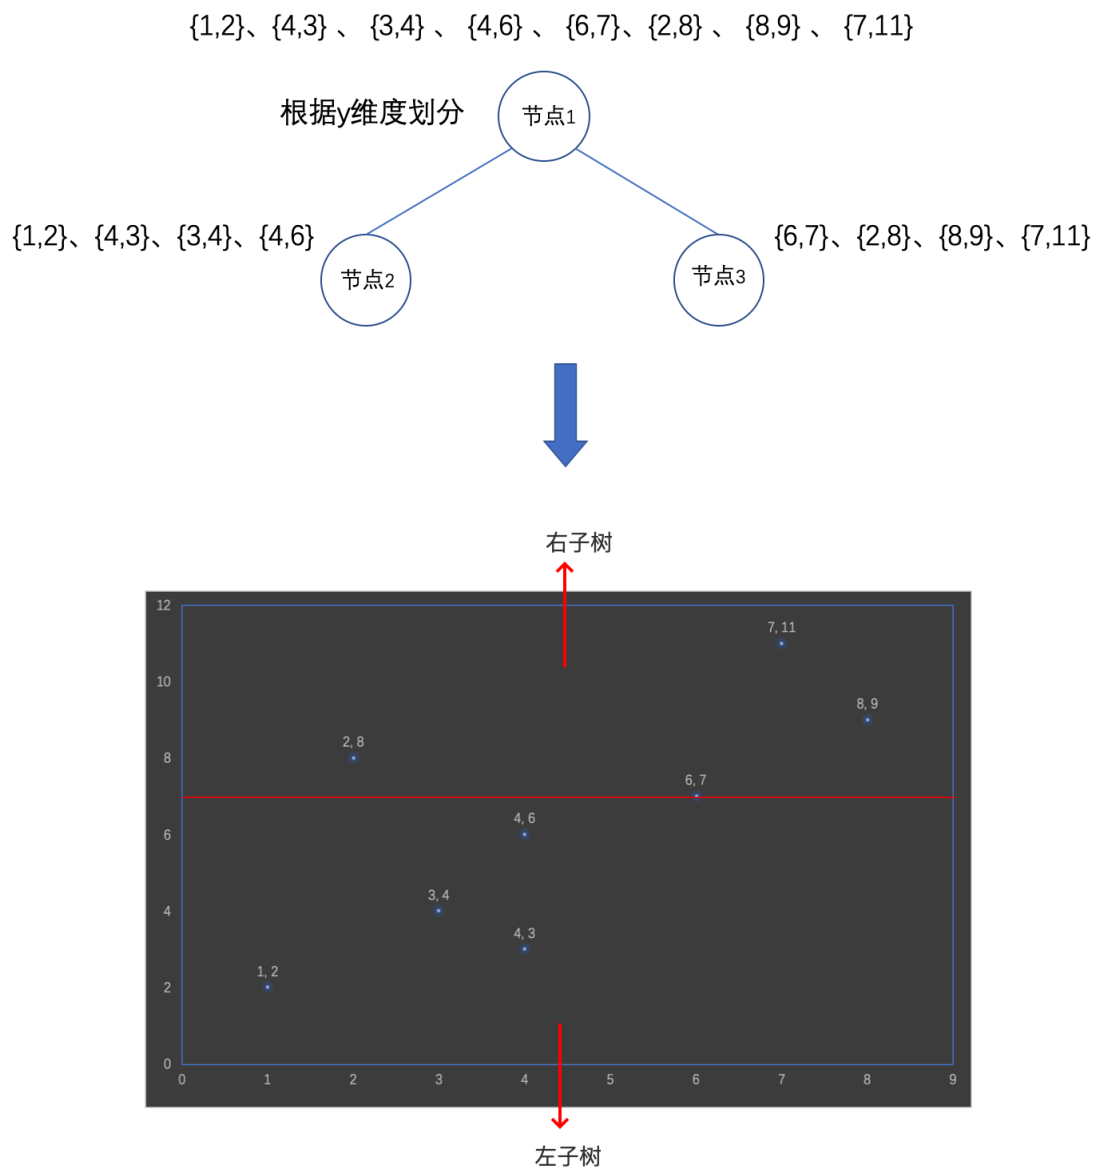 {1,2}、{4,3} 、 {3,4} 、 {4,6} 、 {6,7}、{2,8} 、 {8,9} 、 {7,11}
根据y维度划分
节点1
{1,2}、{4,3}、{3,4}、{4,6}
{6,7}、{2,8}、{8,9}、{7,11}
节点2
节点3
右子树
12
7, 11
10
8, 9
2, 8
8
6, 7
4, 6
6
3, 4
4
4, 3
1, 2
2
0
0 1 2 3 4 5 6 7 8 9
左子树